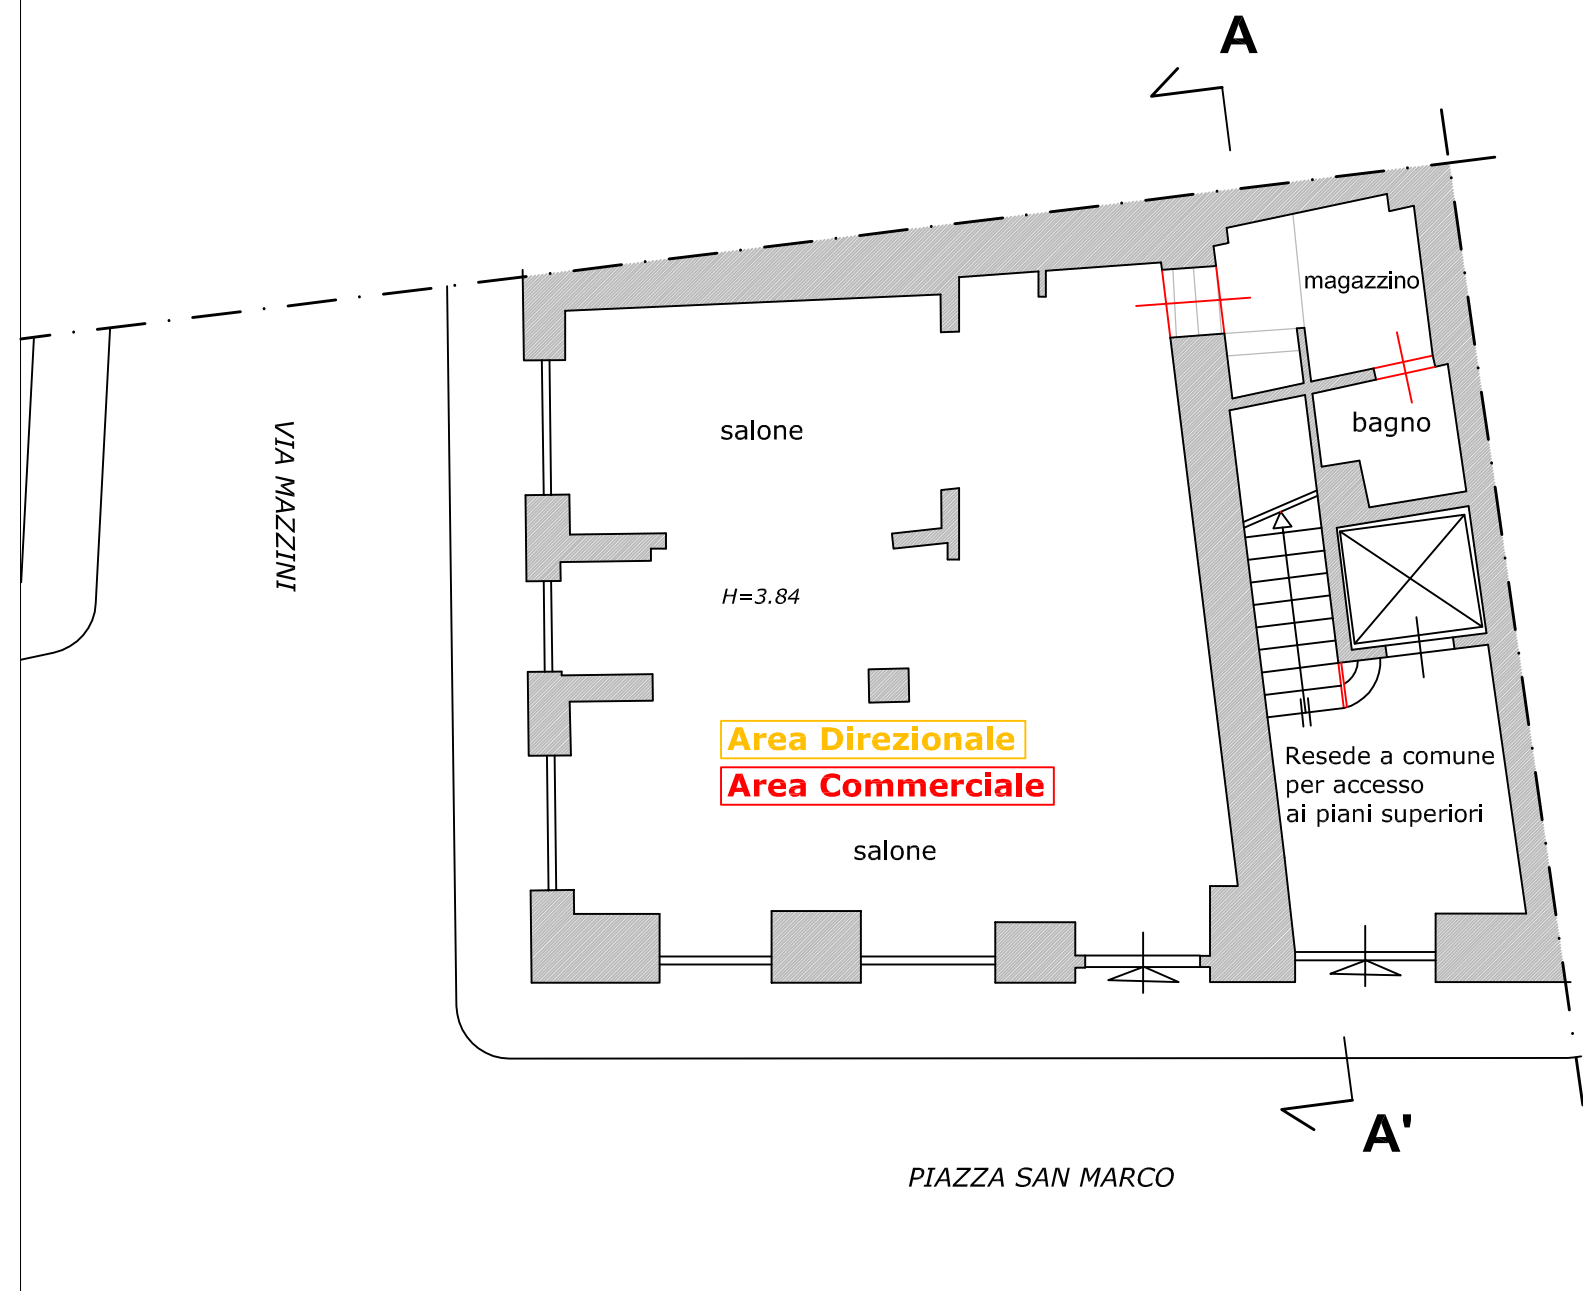 A
magazzino
bagno
salone
VIA MAZZINI
H=3.84
Area Direzionale
Area Commerciale
Resede a comune
per accesso
ai piani superiori
salone
A'
PIAZZA SAN MARCO